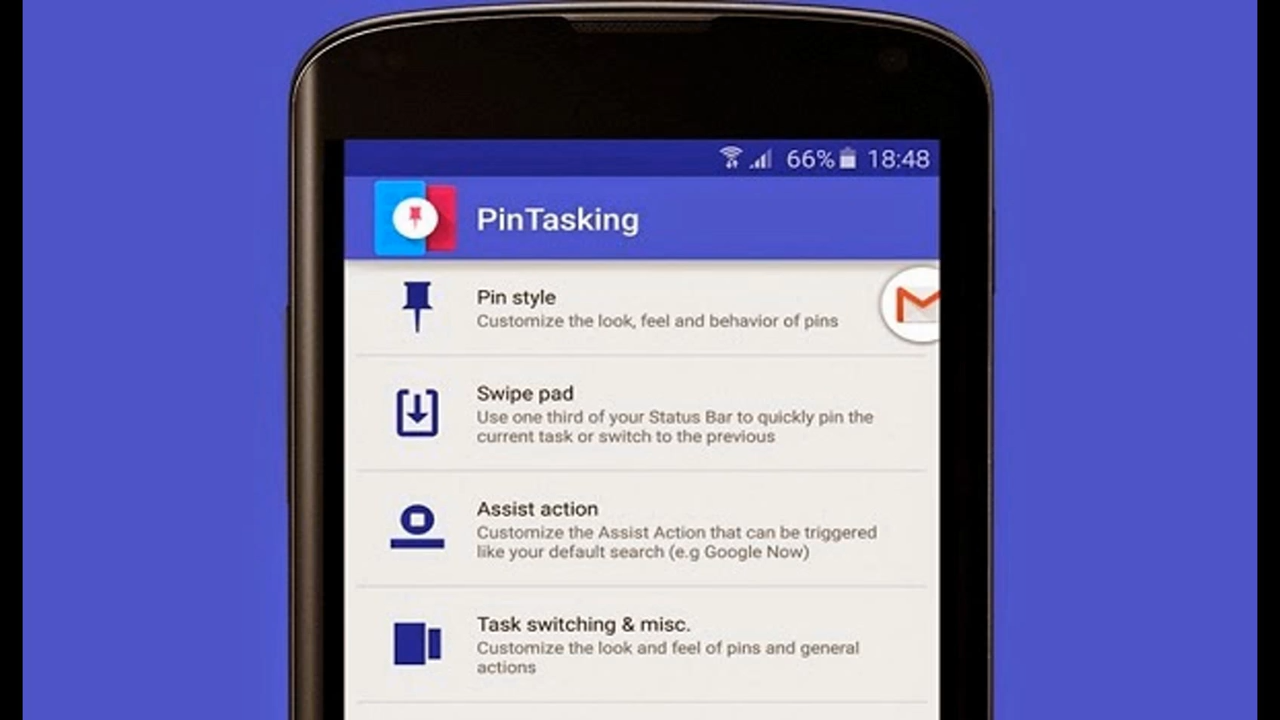 66% 18:48
PinTasking
Pin style
Customize the look, feel and behavior of pins
Swipe pad
Use one third of your Status Bar to quickly pin the
current task or switch to the previous
Assist action
Customize the Assist Action that can be triggered
like your default search (e.g Google Now)
Task switching & misc.
Customize the look and feel of pins and general
actions